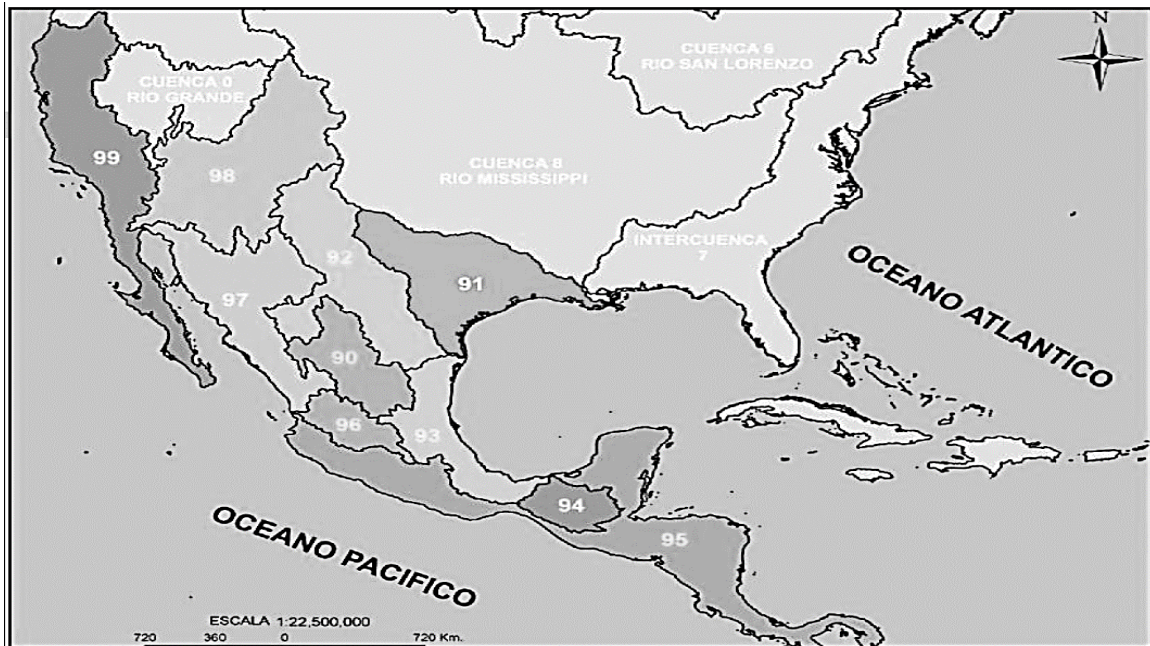 N
CUENCA 6
RIO SAN LORENZO
CUENCA 0
RIO GRANDE
99
CUENCA 8
RIO MISSISSIPPI
98
INTERCUENCA
7
92
91
OCEANO ATLANTICO
97
90
96
93
94
OCEANO PACIFICO
95
ESCALA 1:22,500,000
720 360 0 720 Km.